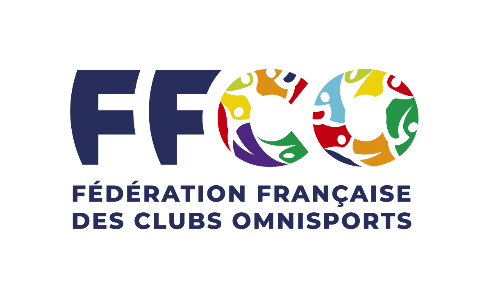 FFCO
FÉDÉRATION FRANÇAISE
DES CLUBS OMNISPORTS